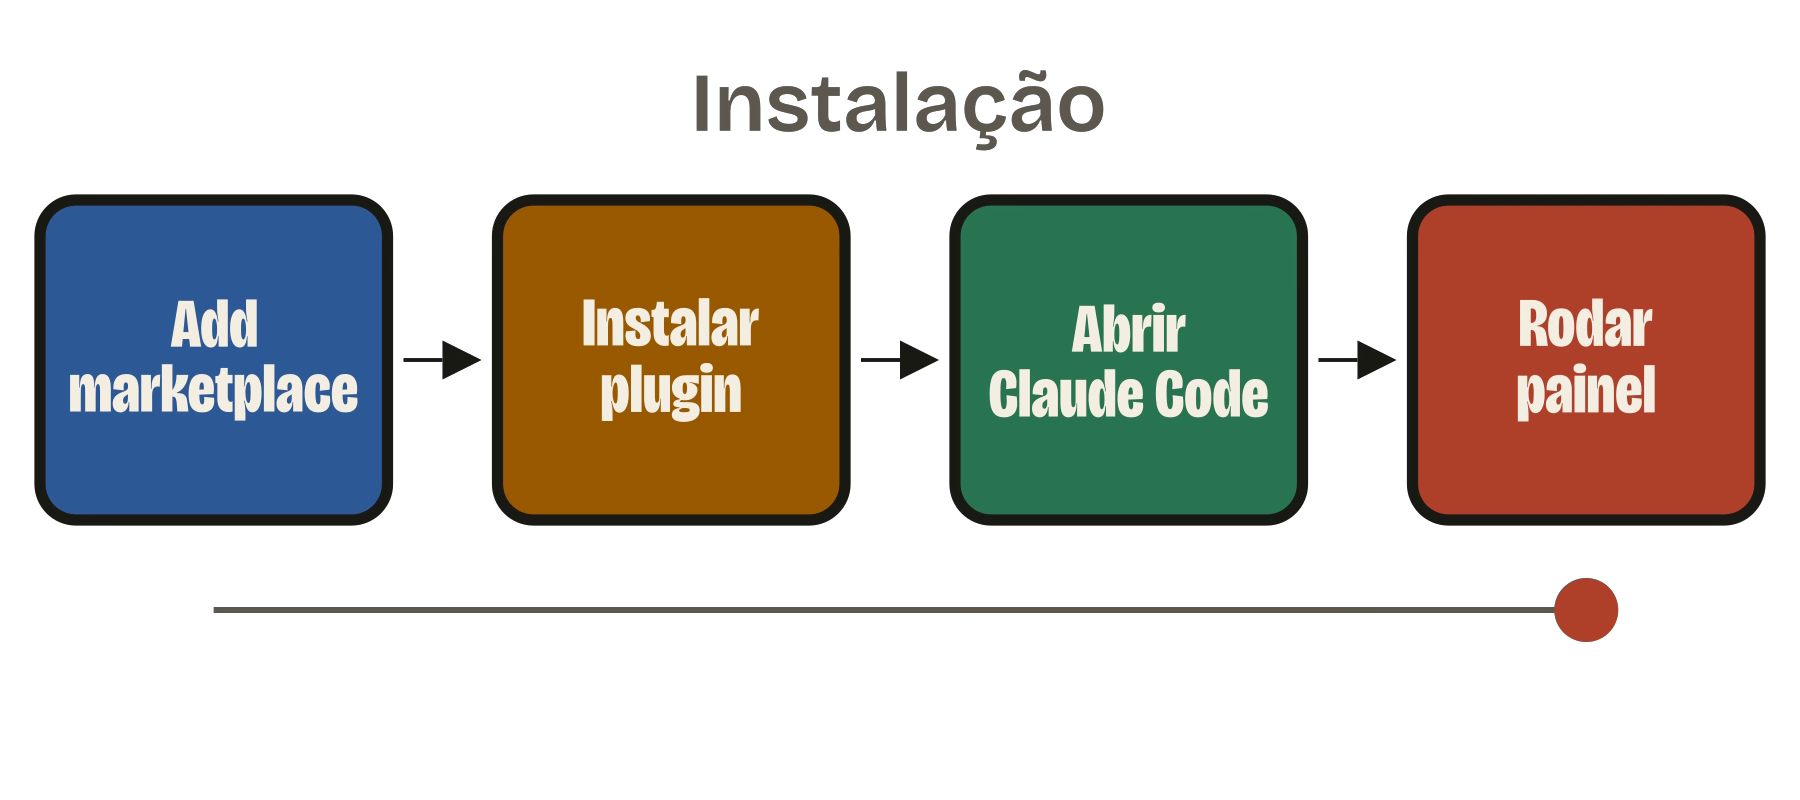 Instalação
Add
marketplace
Instalar
plugin
Abrir
Claude Code
Rodar
painel